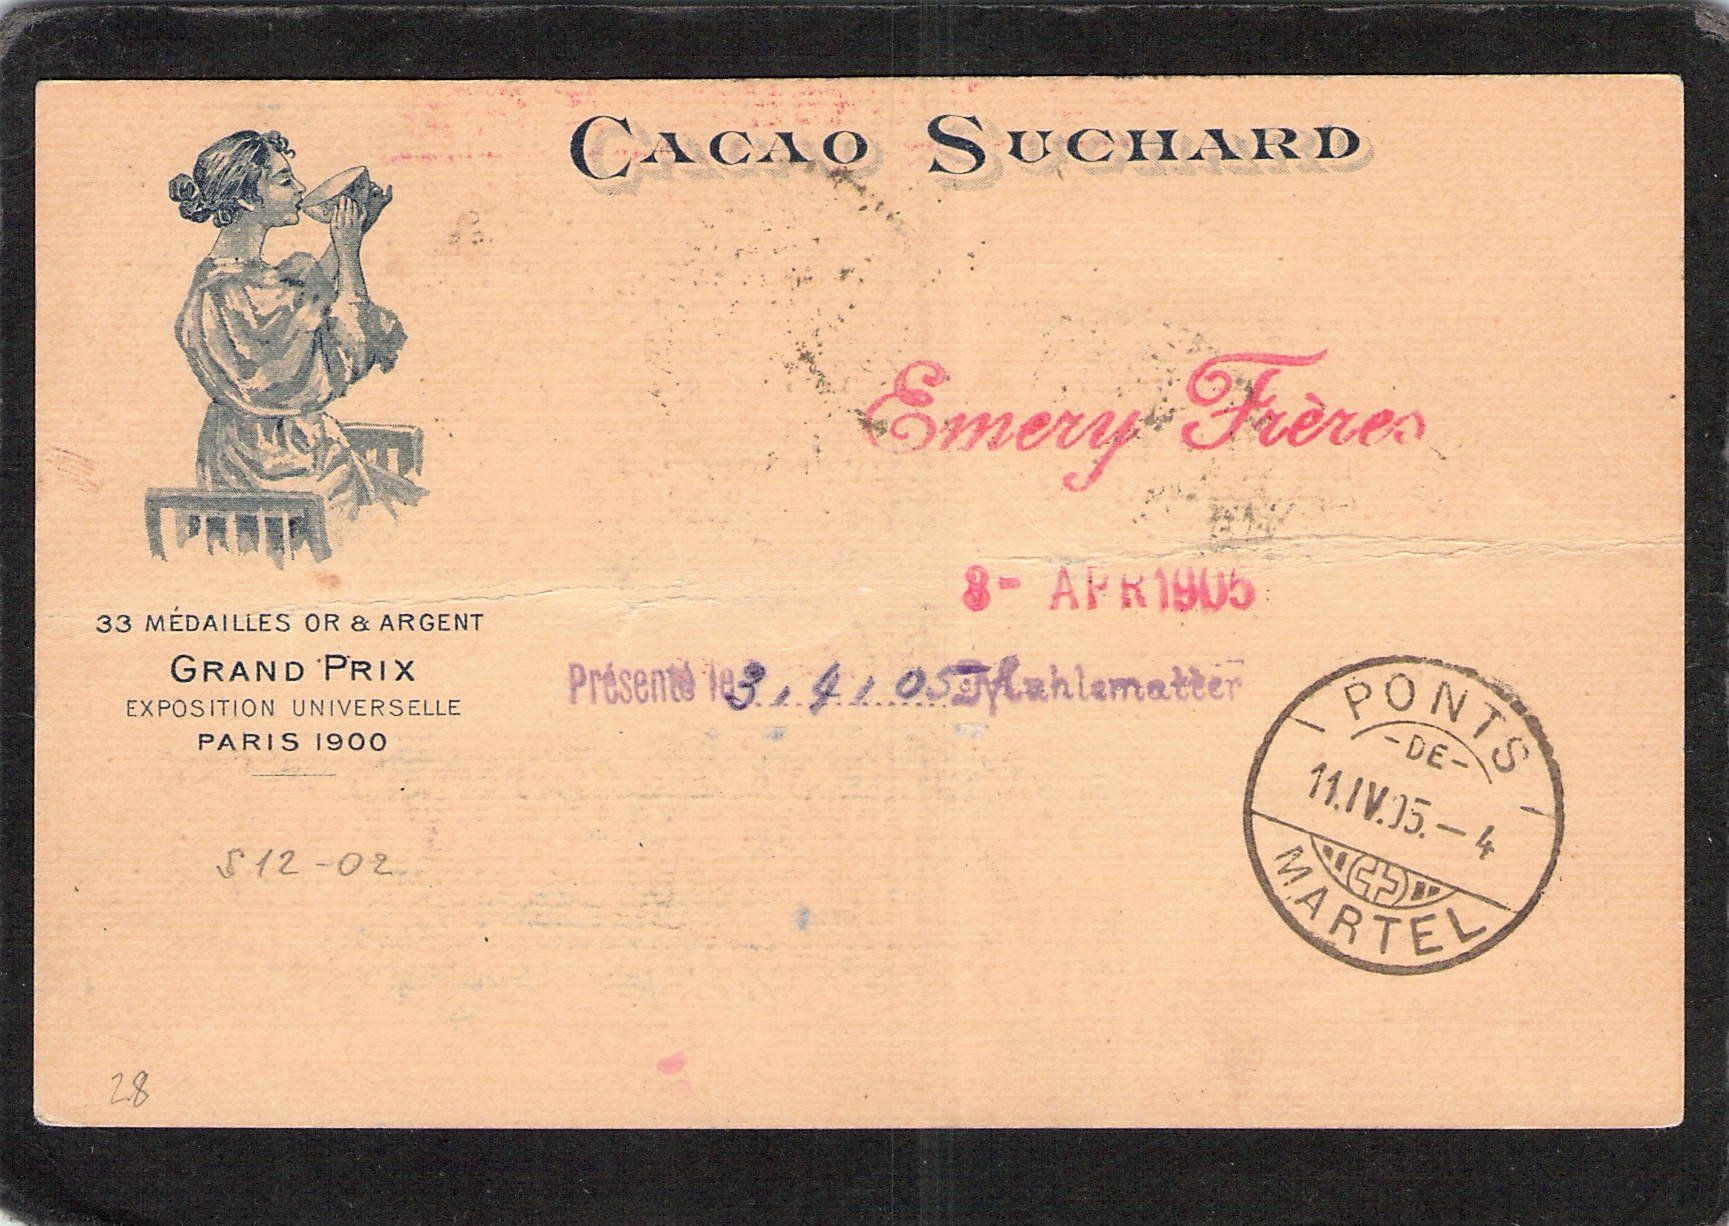 CACAO SUCHARD
Emery Frères
8- APR 1905
33 MÉDAILLES OR & ARGENT
GRAND PRIX
EXPOSITION UNIVERSELLE
PARIS 1900
Présenté le 3.4.05 Muhlematter
PONTS
-DE-
11.IV.05.-4
MARTEL
S12-02
28